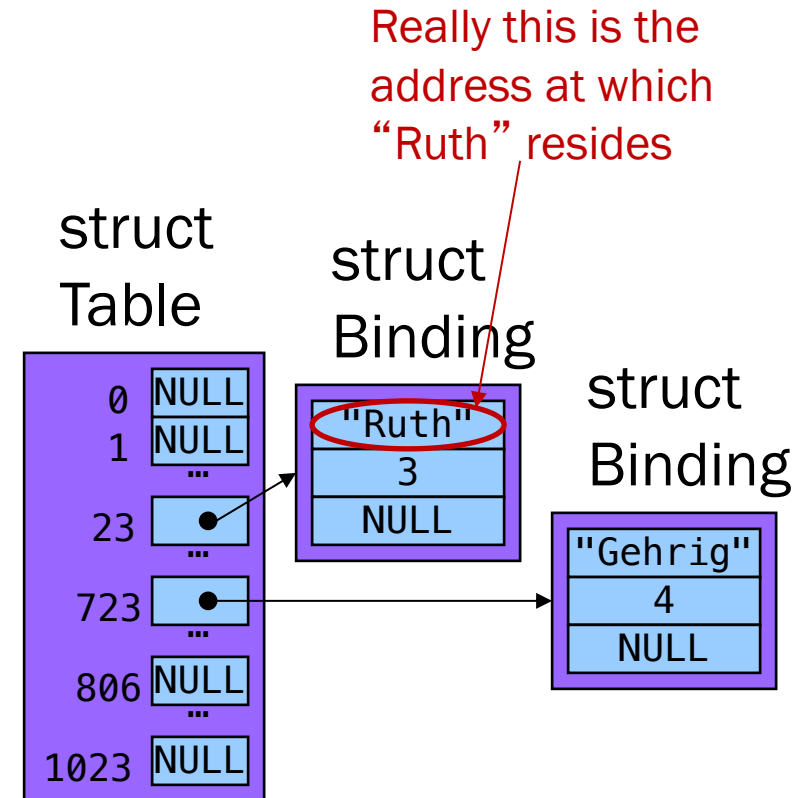 Really this is the
address at which
“Ruth” resides
struct
Table
struct
Binding
struct
Binding
0 NULL
1 NULL
…
23
…
723
…
806 NULL
…
1023 NULL
"Ruth"
3
NULL
"Gehrig"
4
NULL